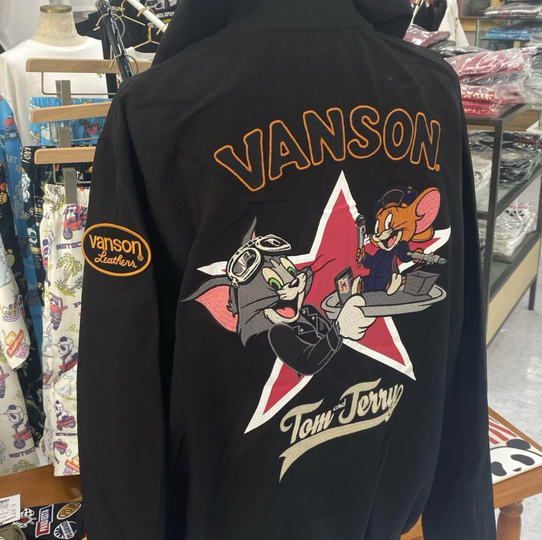 VANSON
vanson
Leathers
Tom and Jerry